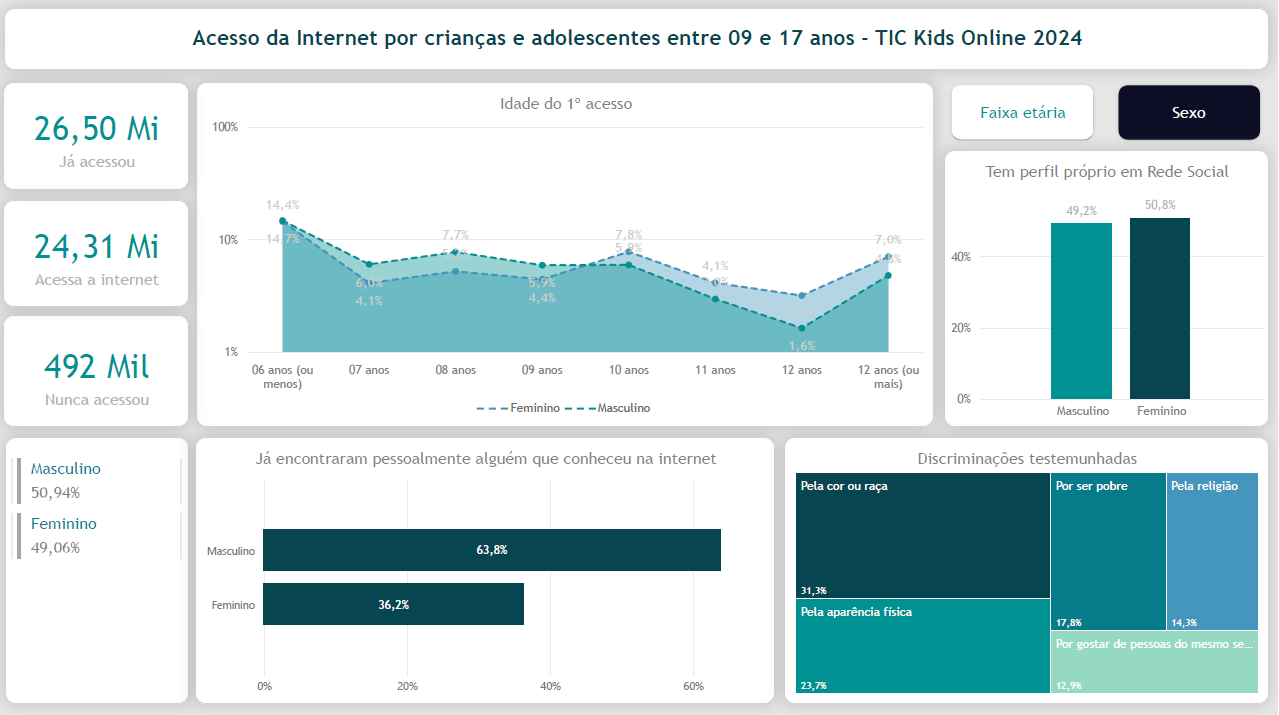 Acesso da Internet por crianças e adolescentes entre 09 e 17 anos - TIC Kids Online 2024
26,50 Mi
Já acessou
24,31 Mi
Acessa a internet
492 Mil
Nunca acessou
Idade do 1º acesso
100%
10%
1%
14,4%
14,7%
6,0%
4,1%
7,7%
5,9%
4,4%
7,8%
5,9%
4,1%
1,6%
7,0%
06 anos (ou
menos)
07 anos
08 anos
09 anos
10 anos
11 anos
12 anos
12 anos (ou
mais)
Feminino
Masculino
Faixa etária
Sexo
Tem perfil próprio em Rede Social
49,2%
50,8%
40%
20%
0%
Masculino
Feminino
Masculino
50,94%
Feminino
49,06%
Já encontraram pessoalmente alguém que conheceu na internet
Masculino
63,8%
Feminino
36,2%
0%
20%
40%
60%
Discriminações testemunhadas
Pela cor ou raça
31,3%
Pela aparência física
23,7%
Por ser pobre
17,8%
Pela religião
14,3%
Por gostar de pessoas do mesmo se...
12,9%